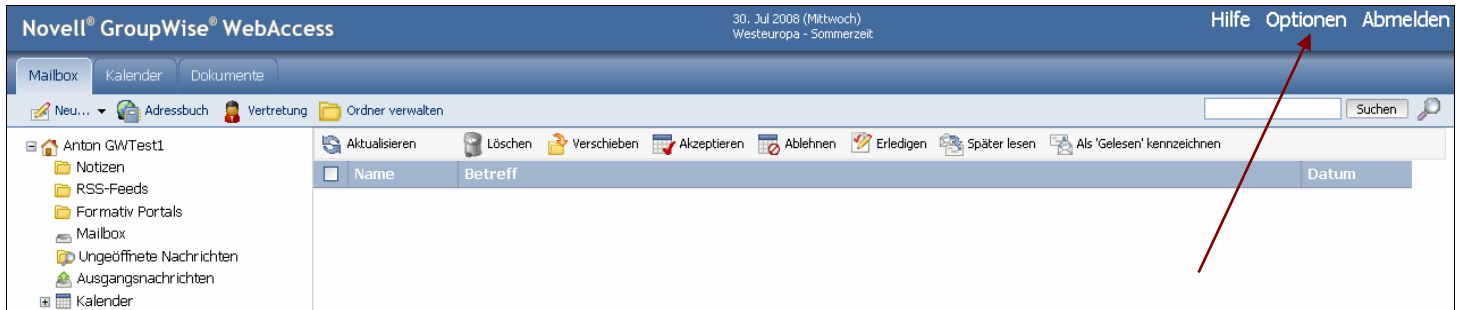 Novell® GroupWise® WebAccess
30. Jul 2008 (Mittwoch)
Westeuropa - Sommerzeit
Hilfe Optionen Abmelden
Mailbox Kalender Dokumente
Neu... Adressbuch Vertretung Ordner verwalten Suchen
Anton GWTest1
Notizen
RSS-Feeds
Formativ Portals
Mailbox
Ungeöffnete Nachrichten
Ausgangsnachrichten
Kalender
Aktualisieren Löschen Verschieben Akzeptieren Ablehnen Erledigen Später lesen Als 'Gelesen' kennzeichnen
Name Betreff Datum